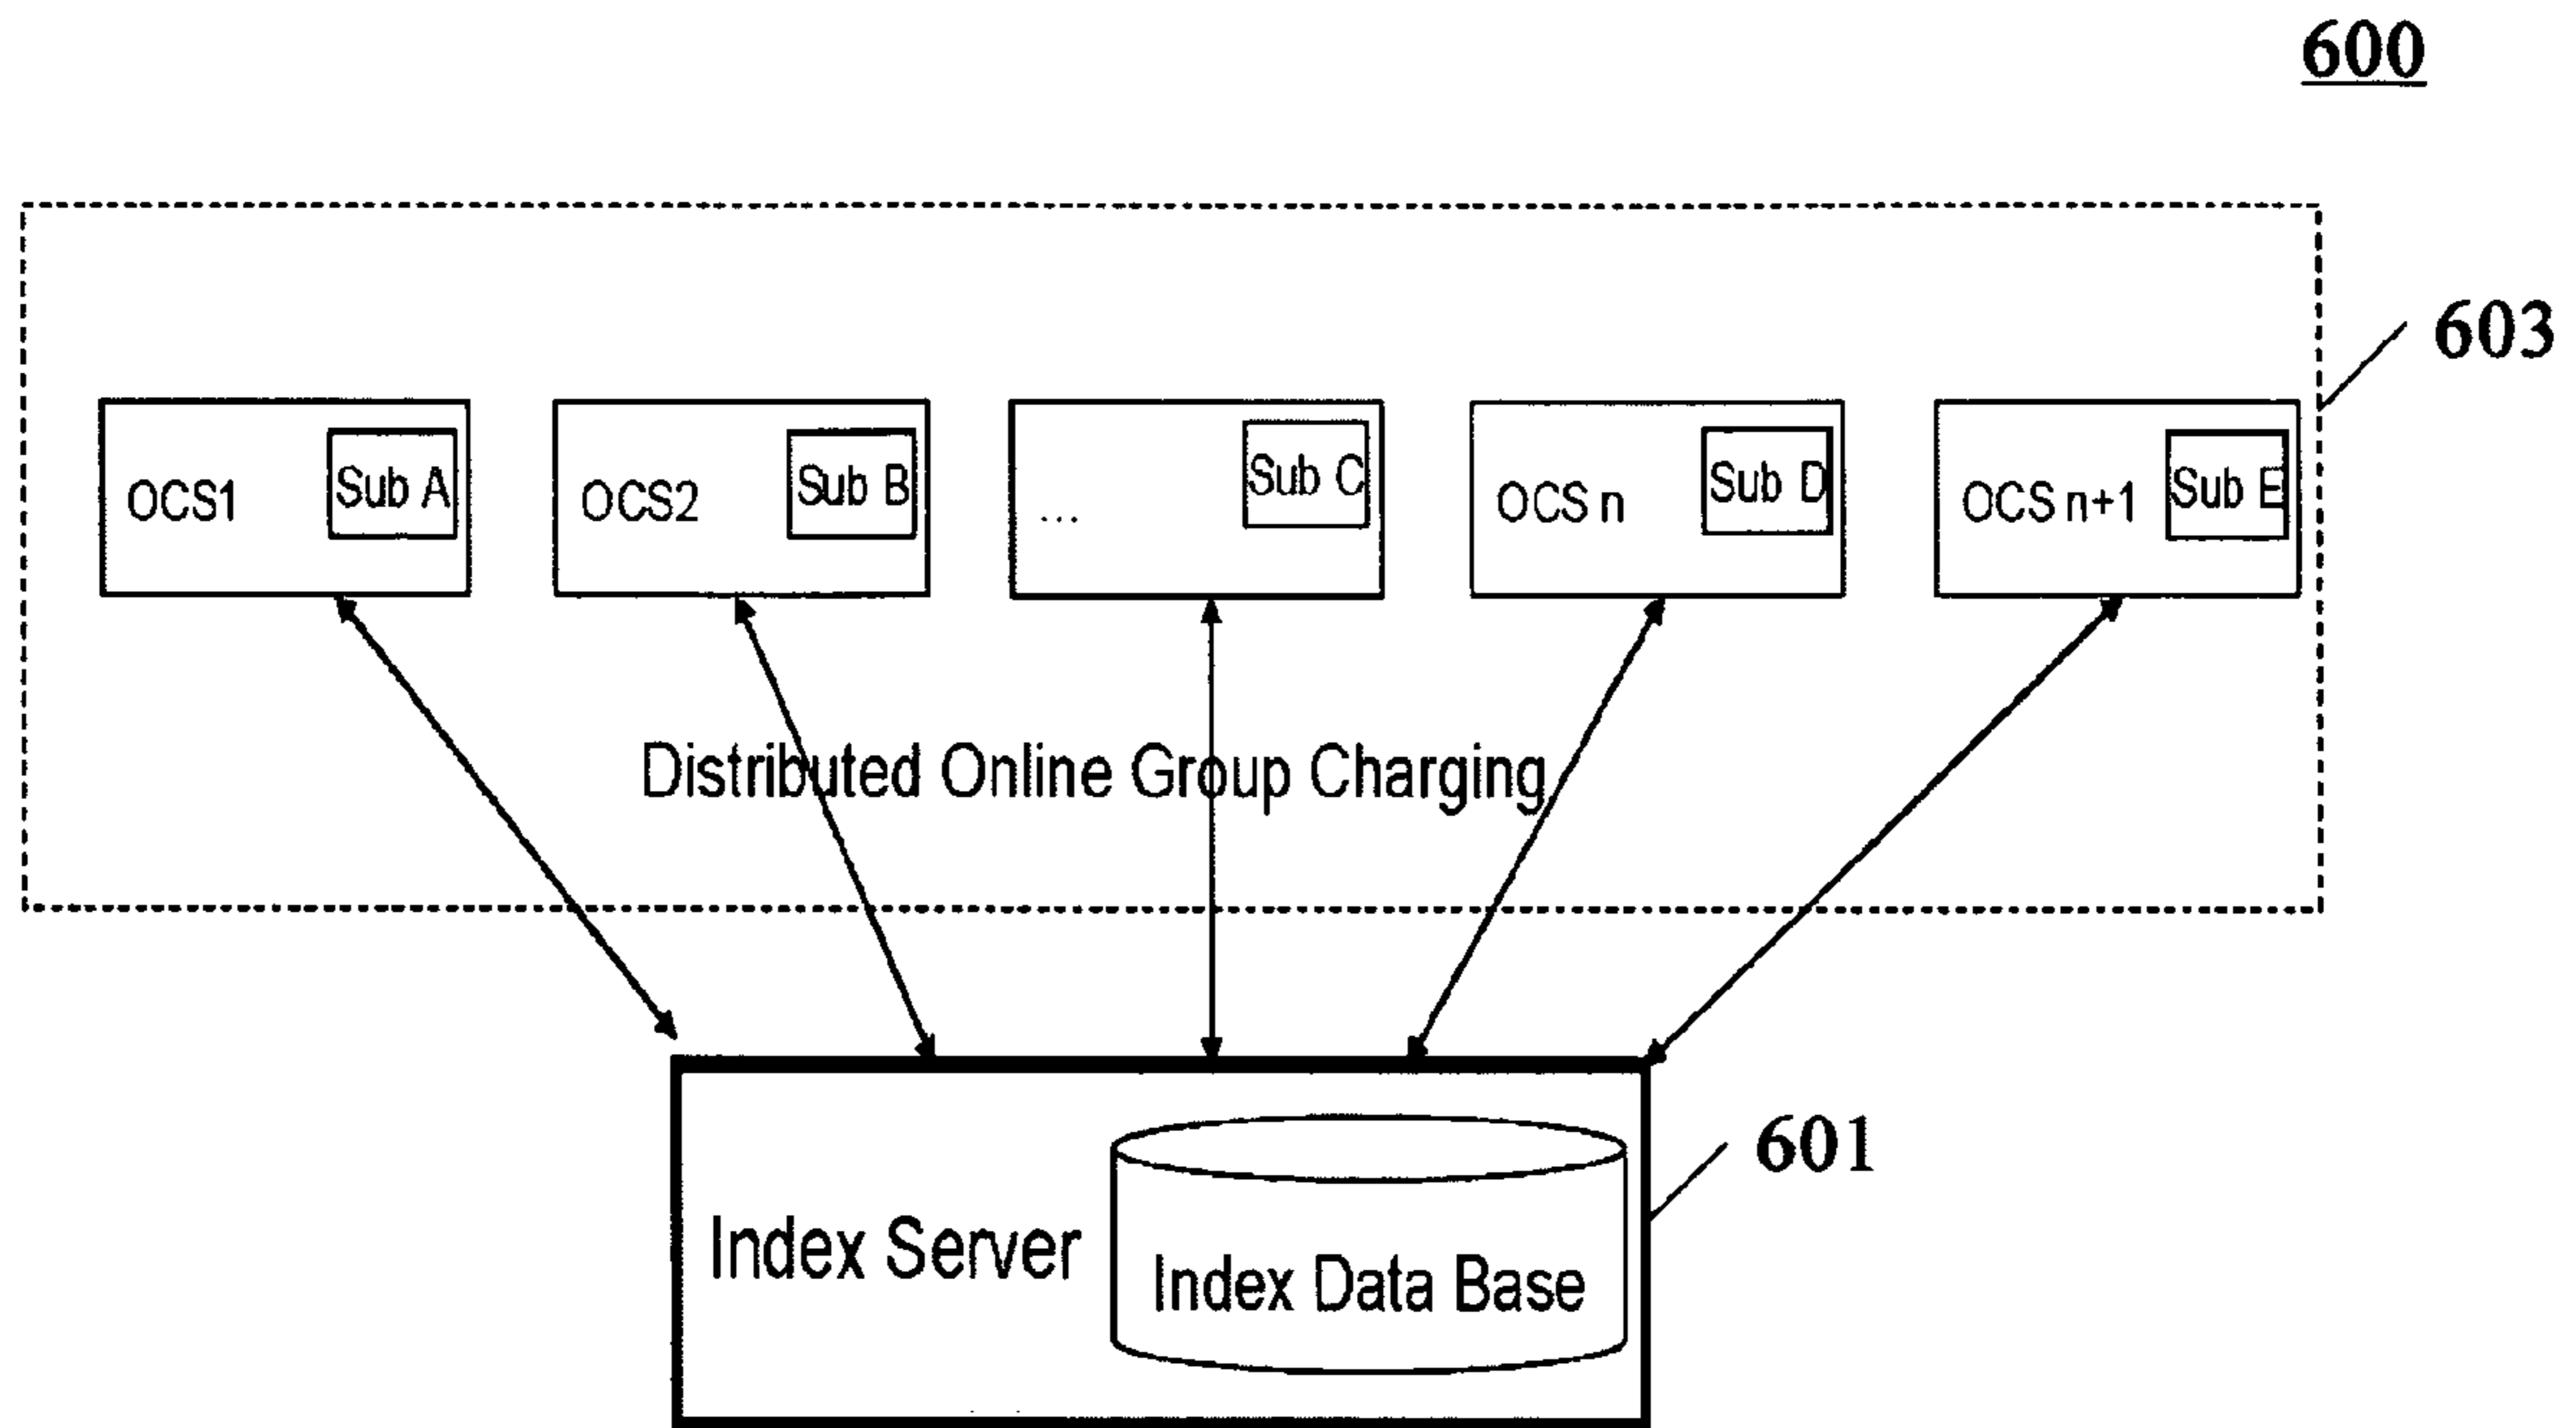 600
603
OCS1
Sub A
OCS2
Sub B
...
Sub C
OCS n
Sub D
OCS n+1
Sub E
Distributed Online Group Charging
601
Index Server
Index Data Base